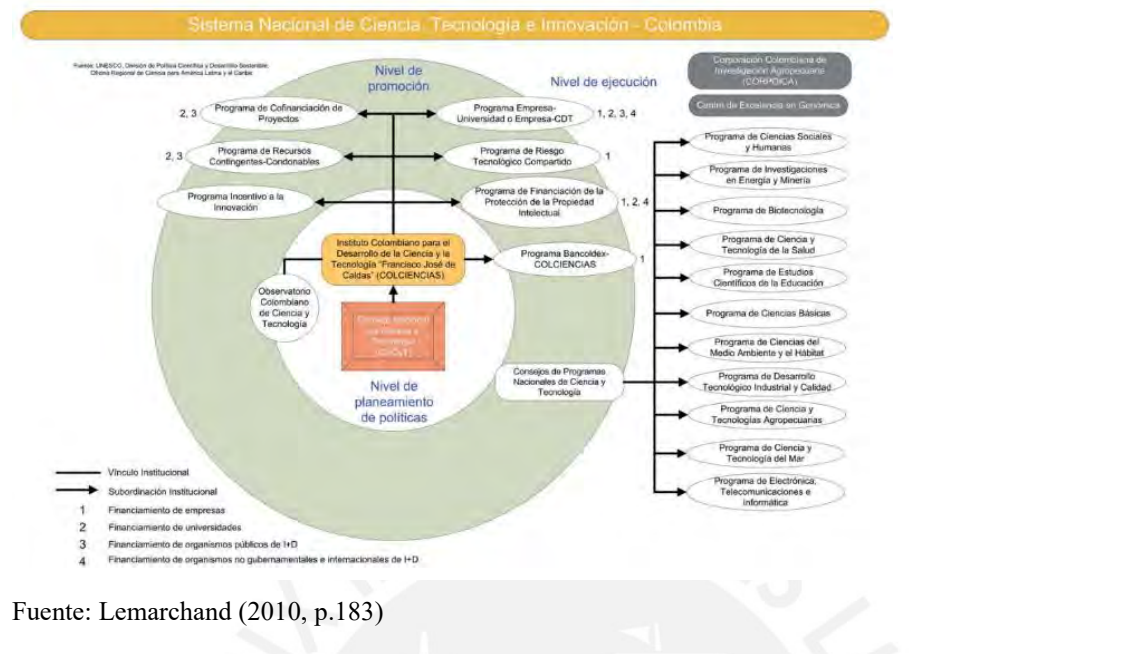 Sistema Nacional de Ciencia, Tecnología e Innovación - Colombia
Fuente: UNESCO, División de Política Científica y Desarrollo Sostenible,
Oficina Regional de Ciencia para América Latina y el Caribe
Nivel de
promoción
Nivel de ejecución
Corporación Colombiana de
Investigación Agropecuaria
(CORPOICA)
Centro de Excelencia en Genómica
2, 3
Programa de Cofinanciación de
Proyectos
Programa Empresa-
Universidad o Empresa-CDT
1, 2, 3, 4
2, 3
Programa de Recursos
Contingentes-Condonables
Programa de Riesgo
Tecnológico Compartido
1
Programa Incentivo a la
Innovación
Programa de Financiación de la
Protección de la Propiedad
Intelectual
1, 2, 4
Instituto Colombiano para el
Desarrollo de la Ciencia y la
Tecnología "Francisco José de
Caldas" (COLCIENCIAS)
Programa Bancoldex-
COLCIENCIAS
1
Observatorio
Colombiano
de Ciencia y
Tecnología
Consejo Nacional
de Ciencia y
Tecnología
Nivel de
planeamiento
de políticas
Consejos de Programas
Nacionales de Ciencia y
Tecnología
Programa de Ciencias Sociales
y Humanas
Programa de Investigaciones
en Energía y Minería
Programa de Biotecnología
Programa de Ciencia y
Tecnología de la Salud
Programa de Estudios
Científicos de la Educación
Programa de Ciencias Básicas
Programa de Ciencias del
Medio Ambiente y el Hábitat
Programa de Desarrollo
Tecnológico Industrial y Calidad
Programa de Ciencia y
Tecnologías Agropecuarias
Programa de Ciencia y
Tecnología del Mar
Programa de Electrónica,
Telecomunicaciones e
Informática
Vínculo Institucional
Subordinación Institucional
1 Financiamiento de empresas
2 Financiamiento de universidades
3 Financiamiento de organismos públicos de I+D
4 Financiamiento de organismos no gubernamentales e internacionales de I+D
Fuente: Lemarchand (2010, p.183)